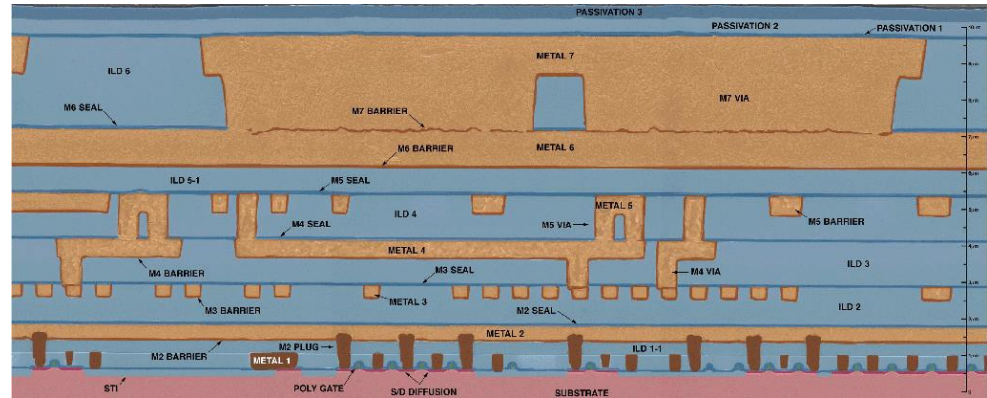 PASSIVATION 3
PASSIVATION 2
PASSIVATION 1
METAL 7
ILD 6
M6 SEAL
M7 BARRIER
M7 VIA
M6 BARRIER
METAL 6
ILD 5-1
M5 SEAL
ILD 4
METAL 5
M4 SEAL
M5 VIA
M5 BARRIER
METAL 4
ILD 3
M4 BARRIER
M3 SEAL
M4 VIA
M3 BARRIER
METAL 3
M2 SEAL
ILD 2
METAL 2
M2 BARRIER
M2 PLUG
ILD 1-1
METAL 1
STI
POLY GATE
S/D DIFFUSION
SUBSTRATE